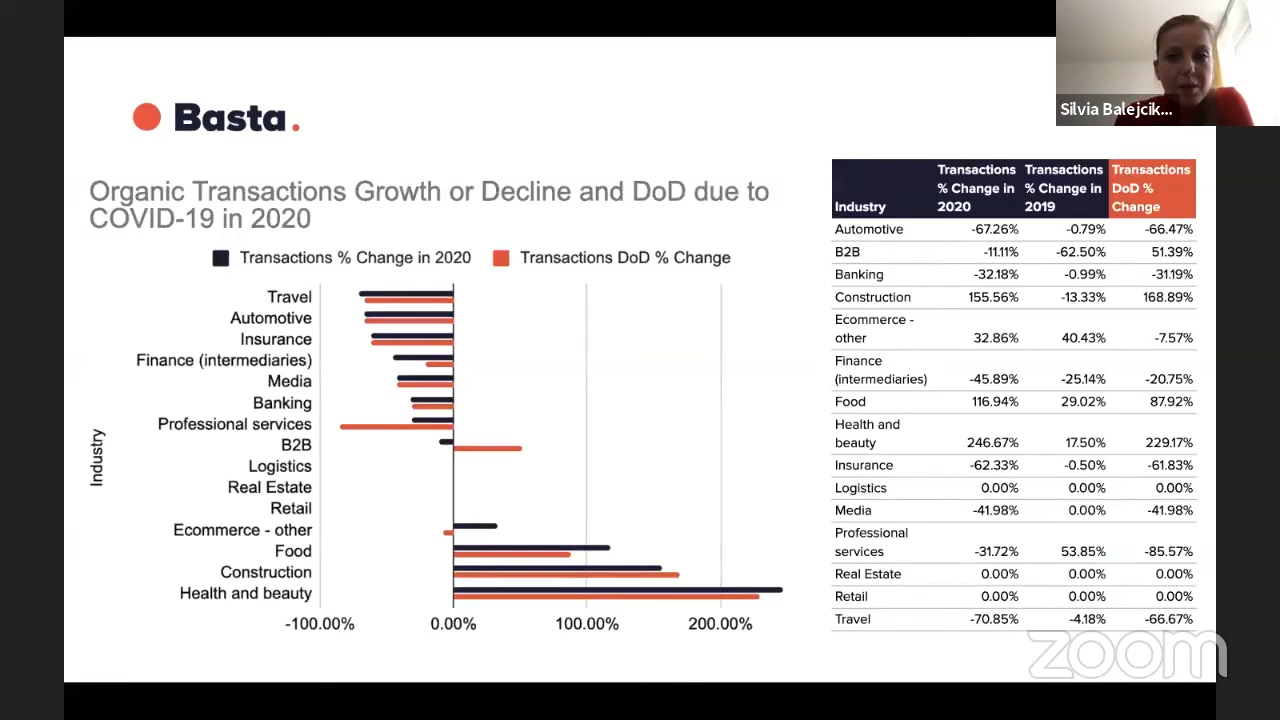 Silvia Balejcik...
Basta.
Organic Transactions Growth or Decline and DoD due to
COVID-19 in 2020
Transactions % Change in 2020 Transactions DoD % Change
Industry
Travel
Automotive
Insurance
Finance (intermediaries)
Media
Banking
Professional services
B2B
Logistics
Real Estate
Retail
Ecommerce - other
Food
Construction
Health and beauty
-100.00% 0.00% 100.00% 200.00%
Transactions Transactions Transactions
% Change in % Change in DoD %
Industry 2020 2019 Change
Automotive -67.26% -0.79% -66.47%
B2B -11.11% -62.50% 51.39%
Banking -32.18% -0.99% -31.19%
Construction 155.56% -13.33% 168.89%
Ecommerce -
other 32.86% 40.43% -7.57%
Finance
(intermediaries) -45.89% -25.14% -20.75%
Food 116.94% 29.02% 87.92%
Health and
beauty 246.67% 17.50% 229.17%
Insurance -62.33% -0.50% -61.83%
Logistics 0.00% 0.00% 0.00%
Media -41.98% 0.00% -41.98%
Professional
services -31.72% 53.85% -85.57%
Real Estate 0.00% 0.00% 0.00%
Retail 0.00% 0.00% 0.00%
Travel -70.85% -4.18% -66.67%
zoom